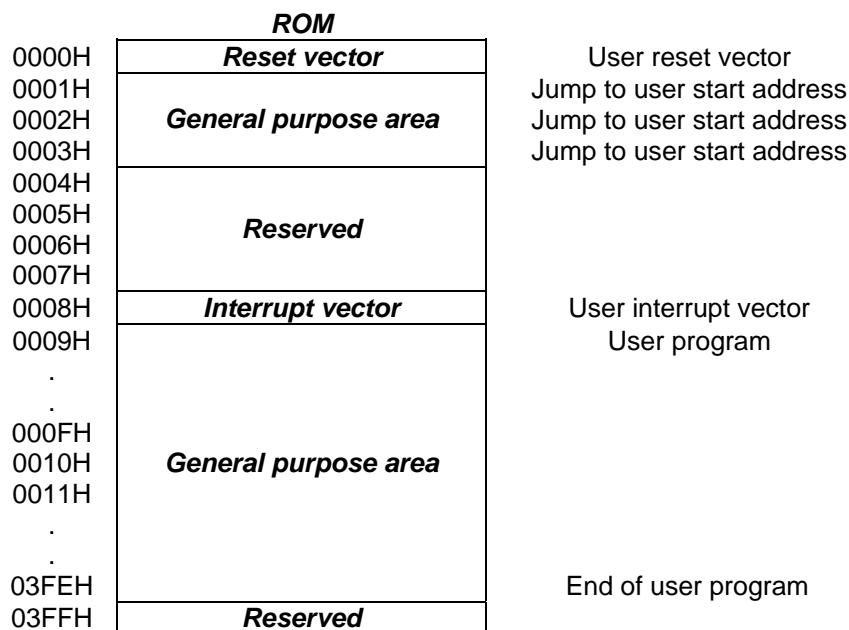 ROM
0000H Reset vector User reset vector
0001H Jump to user start address
0002H General purpose area Jump to user start address
0003H Jump to user start address
0004H
0005H
Reserved
0006H
0007H
0008H Interrupt vector User interrupt vector
0009H User program
.
.
000FH
0010H General purpose area
0011H
.
.
03FEH End of user program
03FFH Reserved